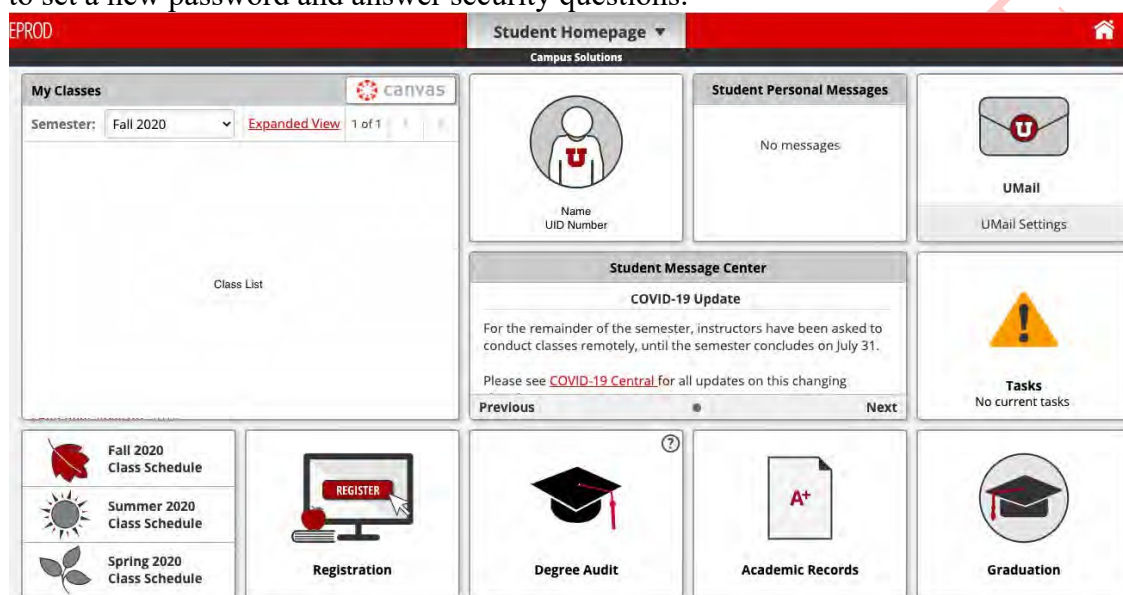 to set a new password and answer security questions.
EPROD
Student Homepage ▼
Campus Solutions
My Classes
canvas
Semester: Fall 2020 Expanded View 1 of 1
Class List
U
Name
UID Number
Student Personal Messages
No messages
U
UMail
UMail Settings
Student Message Center
COVID-19 Update
For the remainder of the semester, instructors have been asked to
conduct classes remotely, until the semester concludes on July 31.
Please see COVID-19 Central for all updates on this changing
Previous Next
!
Tasks
No current tasks
Fall 2020
Class Schedule
Summer 2020
Class Schedule
Spring 2020
Class Schedule
REGISTER
Registration
?
Degree Audit
A+
Academic Records
Graduation